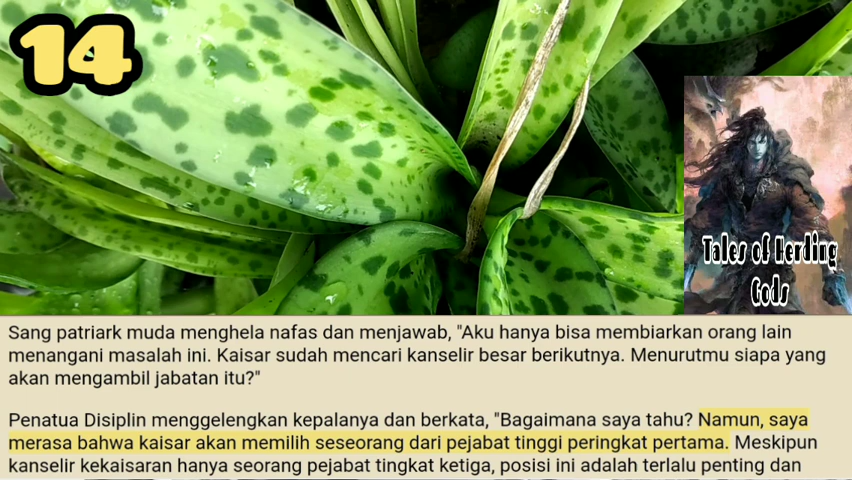 14
Tales of Herding
Gods
Sang patriark muda menghela nafas dan menjawab, "Aku hanya bisa membiarkan orang lain
menangani masalah ini. Kaisar sudah mencari kanselir besar berikutnya. Menurutmu siapa yang
akan mengambil jabatan itu?"
Penatua Disiplin menggelengkan kepalanya dan berkata, "Bagaimana saya tahu? Namun, saya
merasa bahwa kaisar akan memilih seseorang dari pejabat tinggi peringkat pertama. Meskipun
kanselir kekaisaran hanya seorang pejabat tingkat ketiga, posisi ini adalah terlalu penting dan